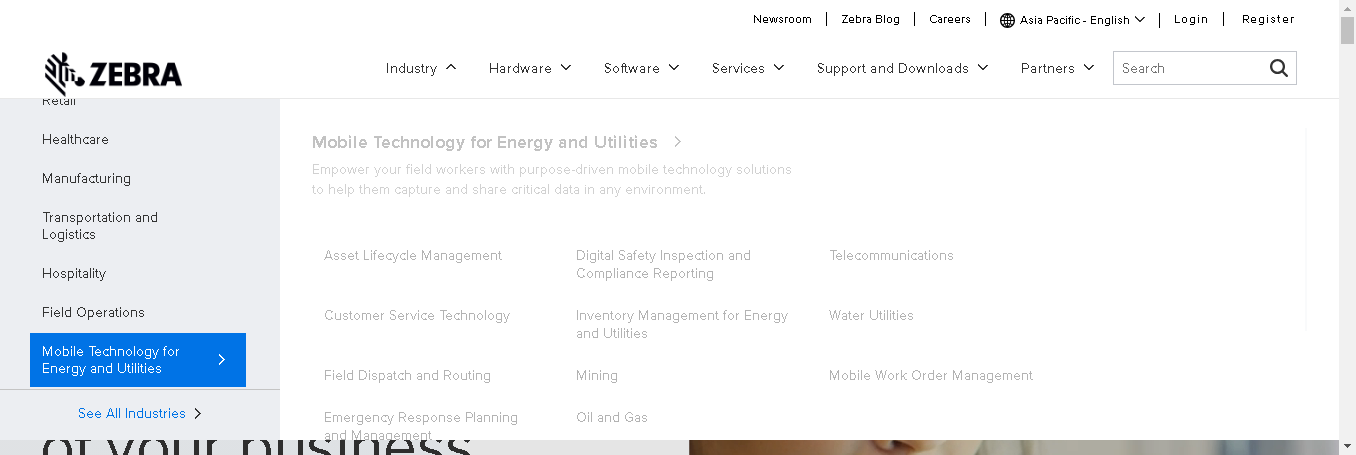 Newsroom
Zebra Blog
Careers
Asia Pacific - English
Login
Register
ZEBRA
Industry
Hardware
Software
Services
Support and Downloads
Partners
Search
Retail
Healthcare
Manufacturing
Transportation and
Logistics
Hospitality
Field Operations
Mobile Technology for
Energy and Utilities
See All Industries
Mobile Technology for Energy and Utilities
Empower your field workers with purpose-driven mobile technology solutions
to help them capture and share critical data in any environment.
Asset Lifecycle Management
Digital Safety Inspection and
Compliance Reporting
Telecommunications
Customer Service Technology
Inventory Management for Energy
and Utilities
Water Utilities
Field Dispatch and Routing
Mining
Mobile Work Order Management
Emergency Response Planning
and Management
Oil and Gas
of your business